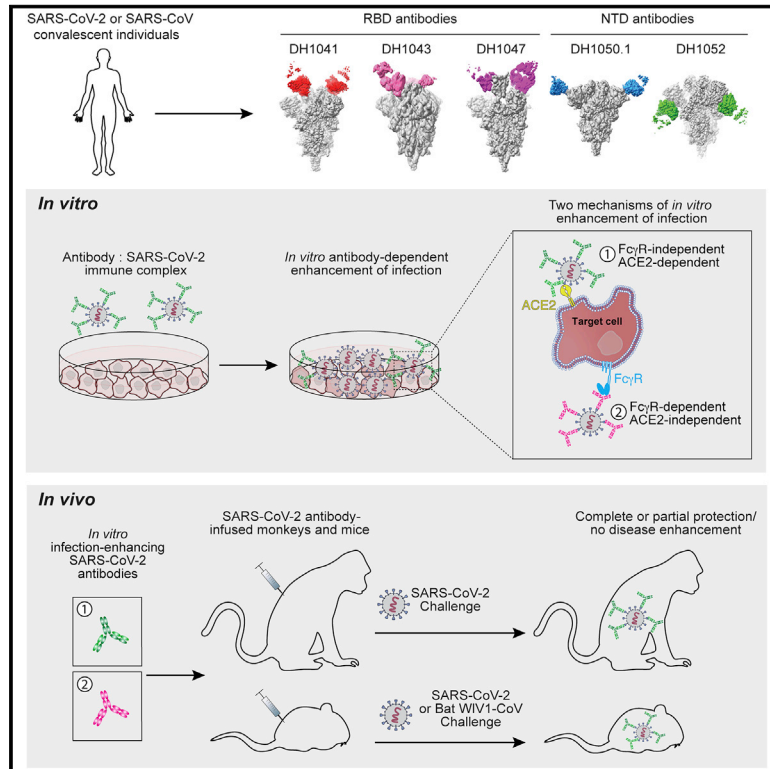 SARS-CoV-2 or SARS-CoV
convalescent individuals
RBD antibodies
NTD antibodies
DH1041
DH1043
DH1047
DH1050.1
DH1052
In vitro
Antibody : SARS-CoV-2
immune complex
In vitro antibody-dependent
enhancement of infection
Two mechanisms of in vitro
enhancement of infection
① FcγR-independent
ACE2-dependent
ACE2
Target cell
FcγR
② FcγR-dependent
ACE2-independent
In vivo
In vitro
infection-enhancing
SARS-CoV-2
antibodies
①
②
SARS-CoV-2 antibody-
infused monkeys and mice
SARS-CoV-2
Challenge
SARS-CoV-2
or Bat WIV1-CoV
Challenge
Complete or partial protection/
no disease enhancement